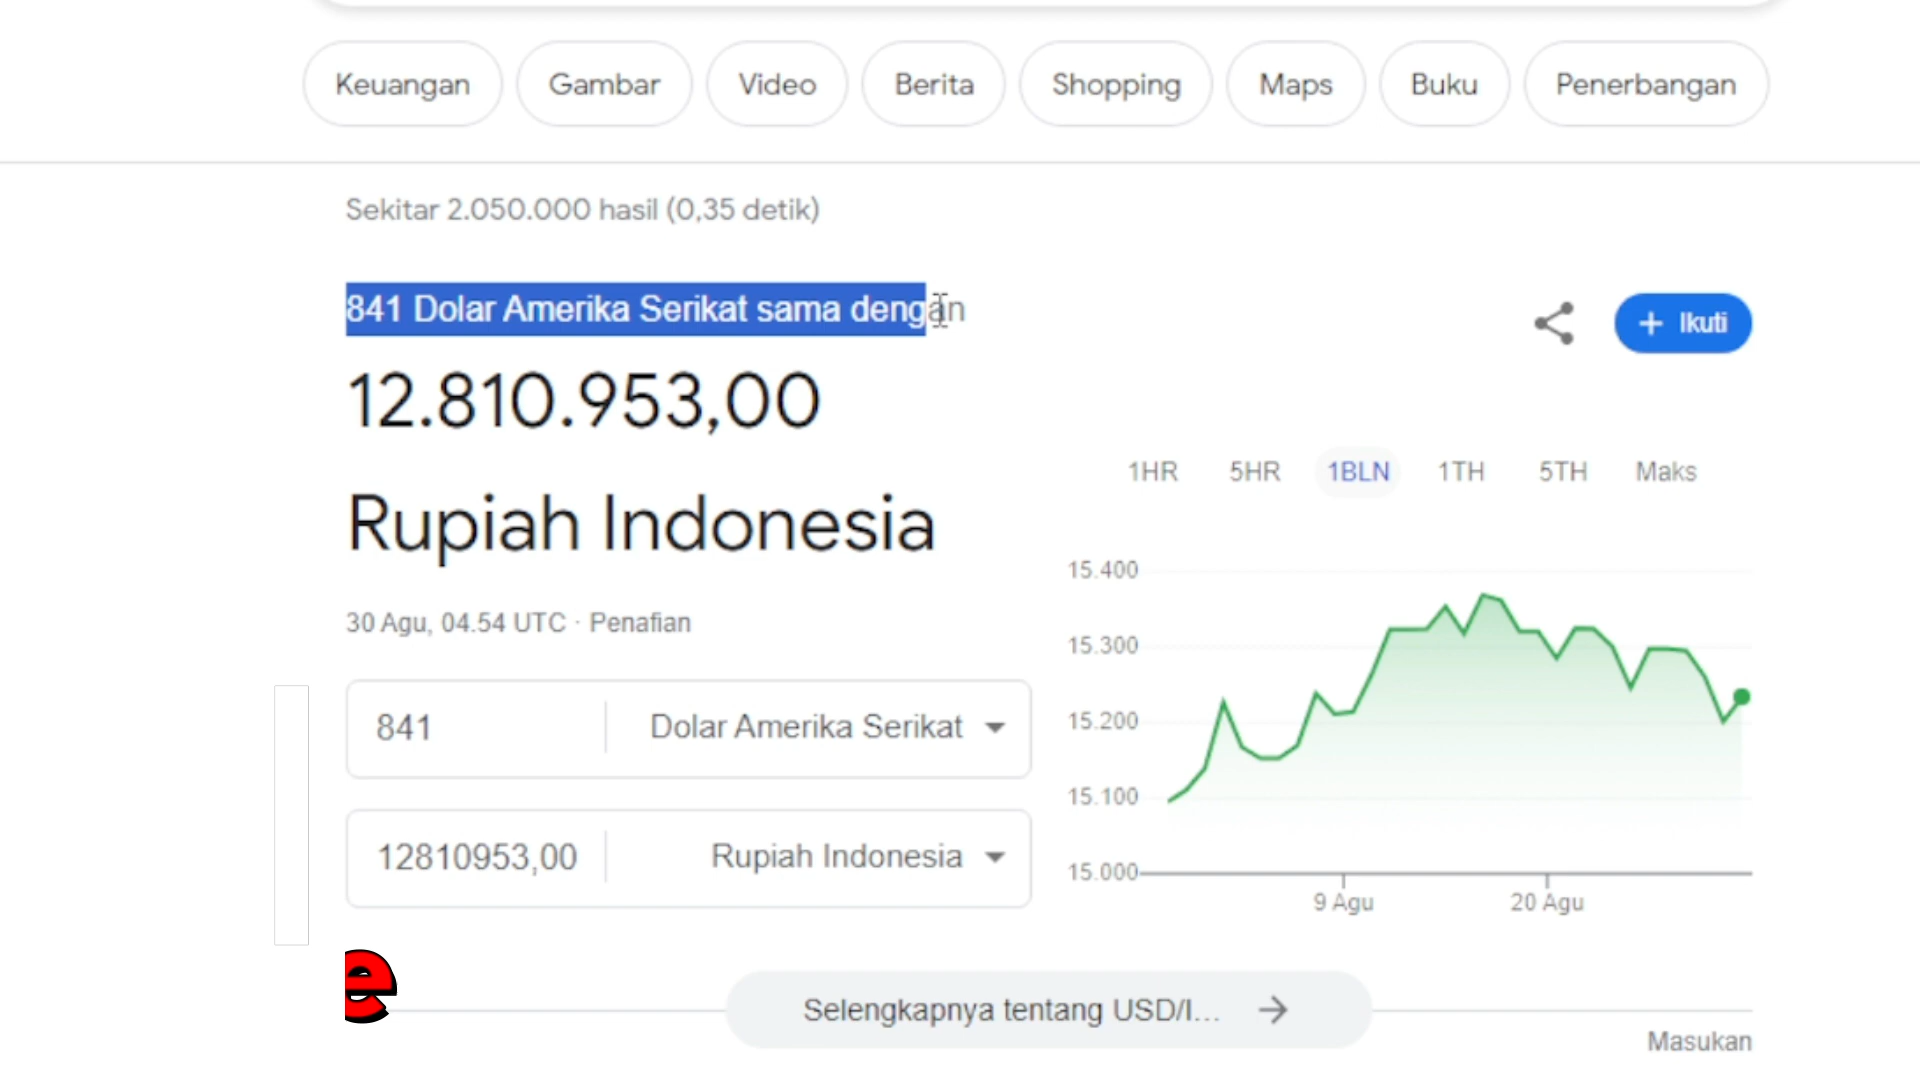 Keuangan Gambar Video Berita Shopping Maps Buku Penerbangan
Sekitar 2.050.000 hasil (0,35 detik)
841 Dolar Amerika Serikat sama dengan
+ Ikuti
12.810.953,00
Rupiah Indonesia
30 Agu, 04.54 UTC · Penafian
841 Dolar Amerika Serikat
12810953,00 Rupiah Indonesia
1HR 5HR 1BLN 1TH 5TH Maks
15.400
15.300
15.200
15.100
15.000
9 Agu 20 Agu
e
Selengkapnya tentang USD/I...
Masukan